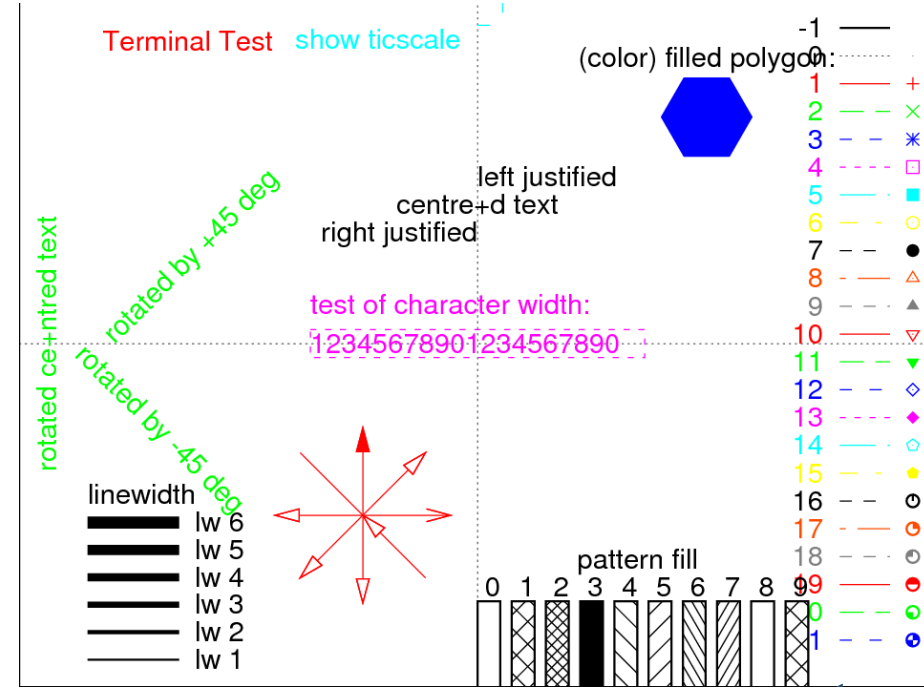 Terminal Test
show ticscale
(color) filled polygon:
-1
0
1
2
3
4
5
6
7
8
9
10
11
12
13
14
15
16
17
18
19
0
1
left justified
centre+d text
right justified
rotated by +45 deg
rotated ce+ntred text
rotated by -45 deg
test of character width:
12345678901234567890
linewidth
lw 6
lw 5
lw 4
lw 3
lw 2
lw 1
pattern fill
0 1 2 3 4 5 6 7 8 9